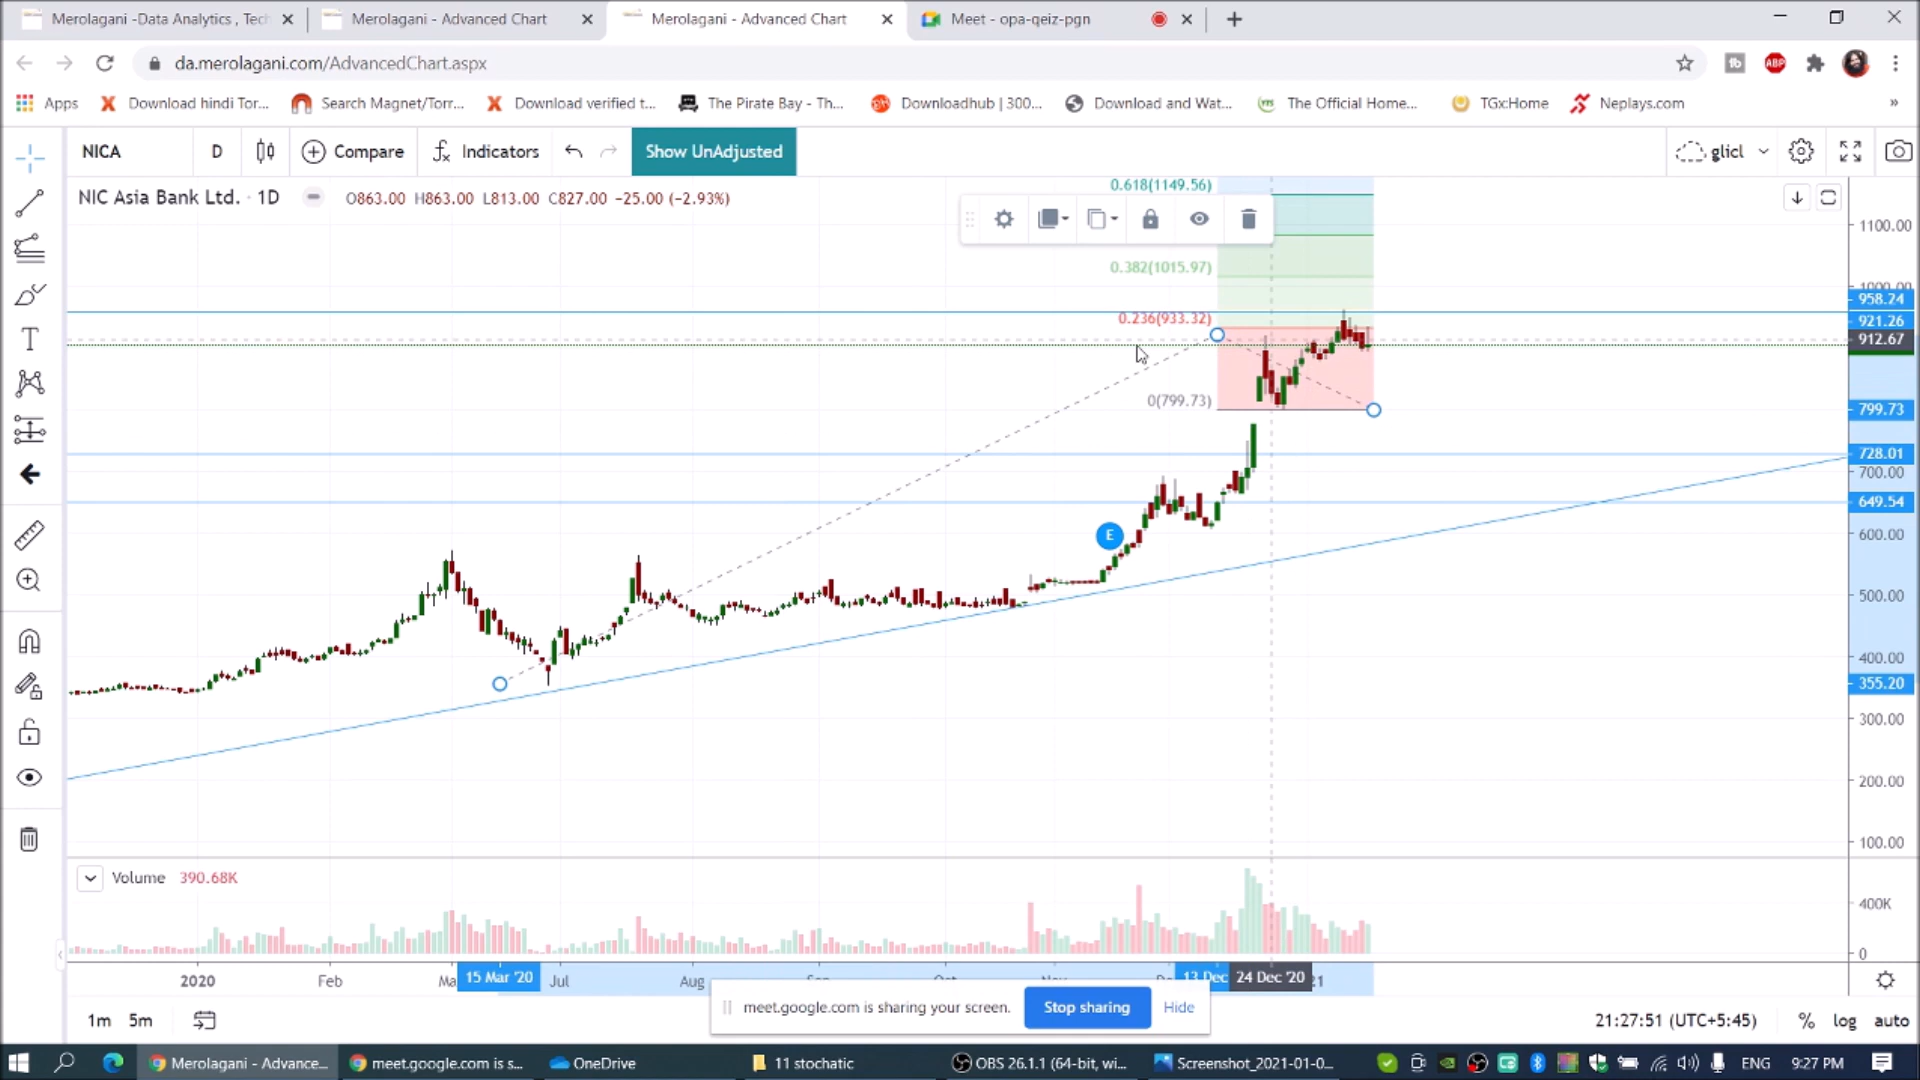 Merolagani -Data Analytics , Tech
Merolagani - Advanced Chart
Merolagani - Advanced Chart
Meet - opa-qeiz-pgn
da.merolagani.com/AdvancedChart.aspx
ABP
Apps
Download hindi Tor...
Search Magnet/Torr...
Download verified t...
The Pirate Bay - Th...
Downloadhub | 300...
Download and Wat...
The Official Home...
TGx:Home
Neplays.com
»
NICA
D
Compare
Indicators
Show UnAdjusted
glicl
NIC Asia Bank Ltd. · 1D
O863.00 H863.00 L813.00 C827.00 −25.00 (−2.93%)
0.618(1149.56)
0.382(1015.97)
0.236(933.32)
0(799.73)
E
1100.00
1000.00
958.24
921.26
912.67
799.73
728.01
700.00
649.54
600.00
500.00
400.00
355.20
300.00
200.00
100.00
Volume 390.68K
400K
0
2020
Feb
Ma
15 Mar '20
Jul
Aug
13 Dec
24 Dec '20
meet.google.com is sharing your screen.
Stop sharing
Hide
1m
5m
21:27:51 (UTC+5:45)
%
log
auto
Merolagani - Advance...
meet.google.com is s...
OneDrive
11 stochatic
OBS 26.1.1 (64-bit, wi...
Screenshot_2021-01-0...
ENG
9:27 PM